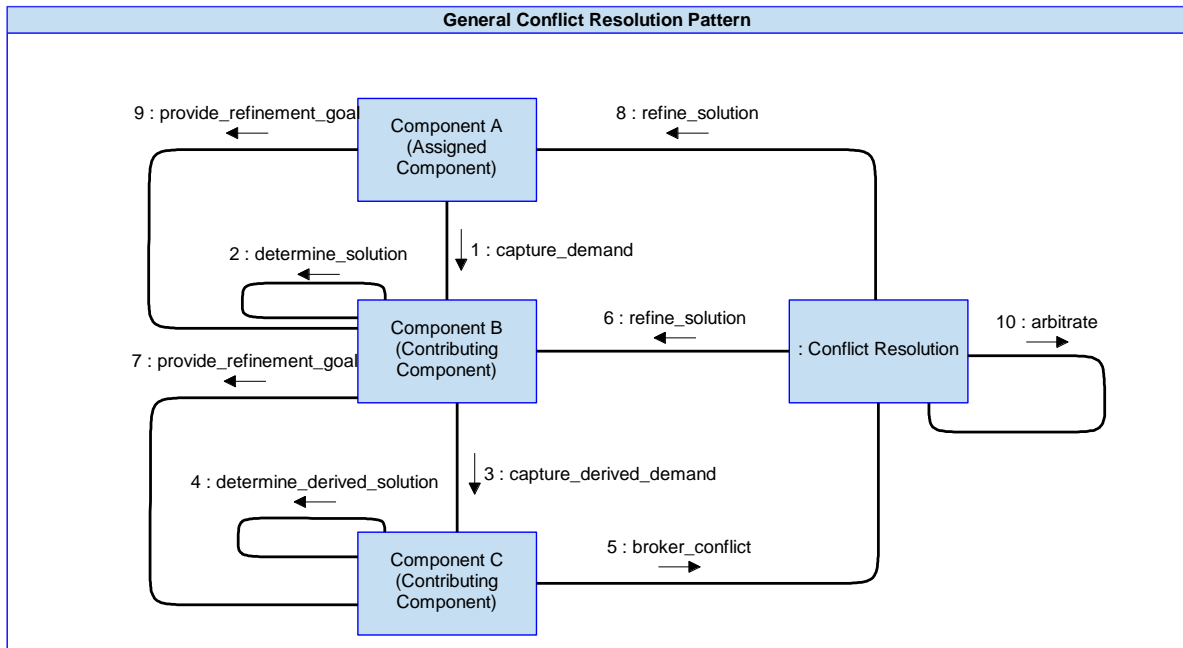 General Conflict Resolution Pattern
9 : provide_refinement_goal
Component A
(Assigned
Component)
8 : refine_solution
1 : capture_demand
2 : determine_solution
Component B
(Contributing
Component)
6 : refine_solution
: Conflict Resolution
10 : arbitrate
7 : provide_refinement_goal
3 : capture_derived_demand
4 : determine_derived_solution
Component C
(Contributing
Component)
5 : broker_conflict